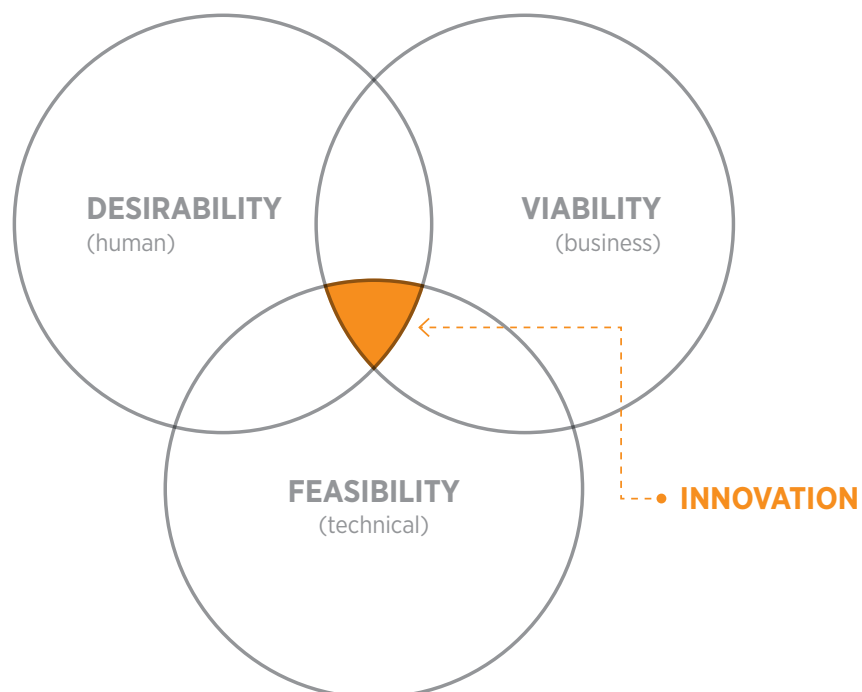 DESIRABILITY
(human)
VIABILITY
(business)
FEASIBILITY
(technical)
INNOVATION